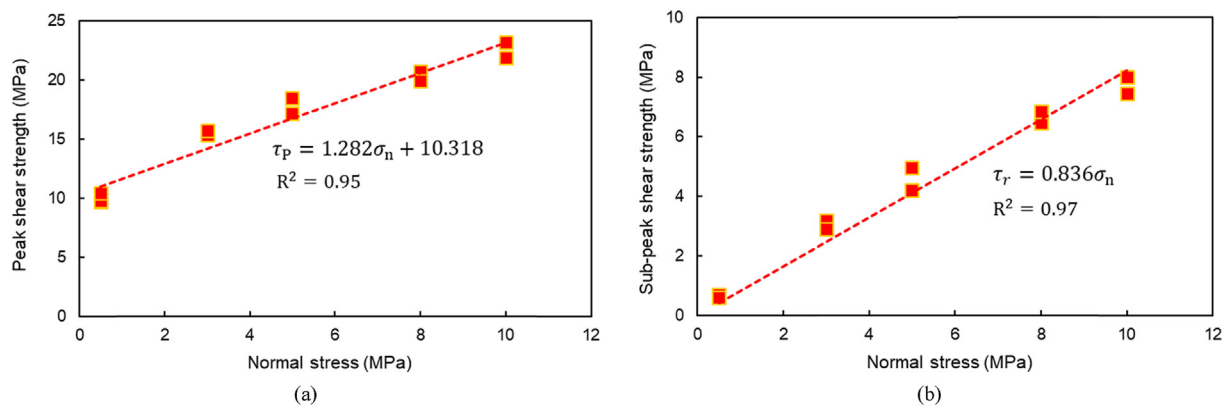 25
20
15
10
5
0
0
2
4
6
8
10
12
Peak shear strength (MPa)
Normal stress (MPa)
τP = 1.282σn + 10.318
R² = 0.95
(a)
10
8
6
4
2
0
0
2
4
6
8
10
12
Sub-peak shear strength (MPa)
Normal stress (MPa)
τr = 0.836σn
R² = 0.97
(b)